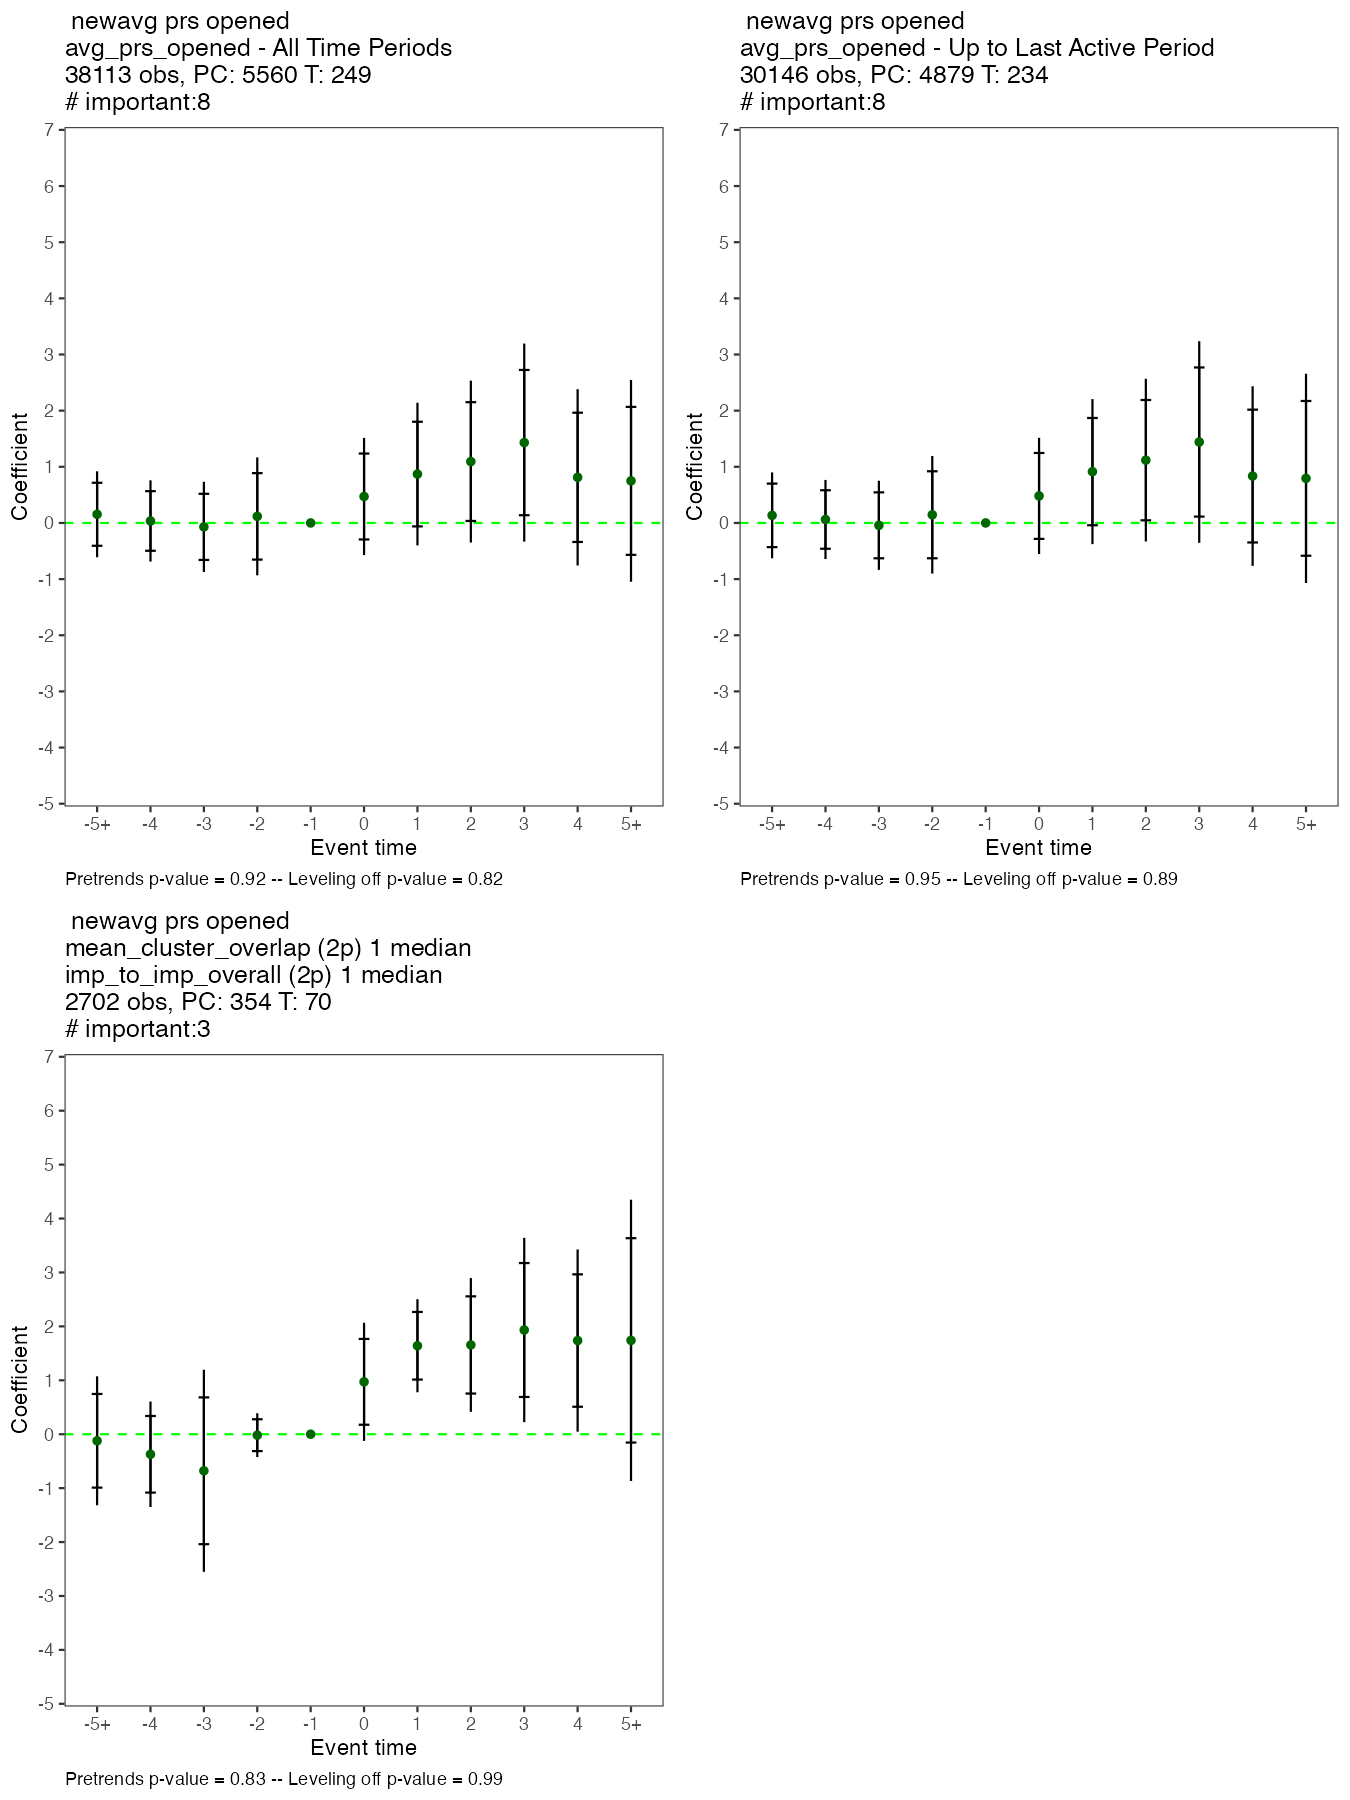 newavg prs opened
avg_prs_opened - All Time Periods
38113 obs, PC: 5560 T: 249
# important:8
7
6
5
4
3
2
1
0
-1
-2
-3
-4
-5
Coefficient
-5+ -4 -3 -2 -1 0 1 2 3 4 5+
Event time
Pretrends p-value = 0.92 -- Leveling off p-value = 0.82
newavg prs opened
avg_prs_opened - Up to Last Active Period
30146 obs, PC: 4879 T: 234
# important:8
7
6
5
4
3
2
1
0
-1
-2
-3
-4
-5
Coefficient
-5+ -4 -3 -2 -1 0 1 2 3 4 5+
Event time
Pretrends p-value = 0.95 -- Leveling off p-value = 0.89
newavg prs opened
mean_cluster_overlap (2p) 1 median
imp_to_imp_overall (2p) 1 median
2702 obs, PC: 354 T: 70
# important:3
7
6
5
4
3
2
1
0
-1
-2
-3
-4
-5
Coefficient
-5+ -4 -3 -2 -1 0 1 2 3 4 5+
Event time
Pretrends p-value = 0.83 -- Leveling off p-value = 0.99